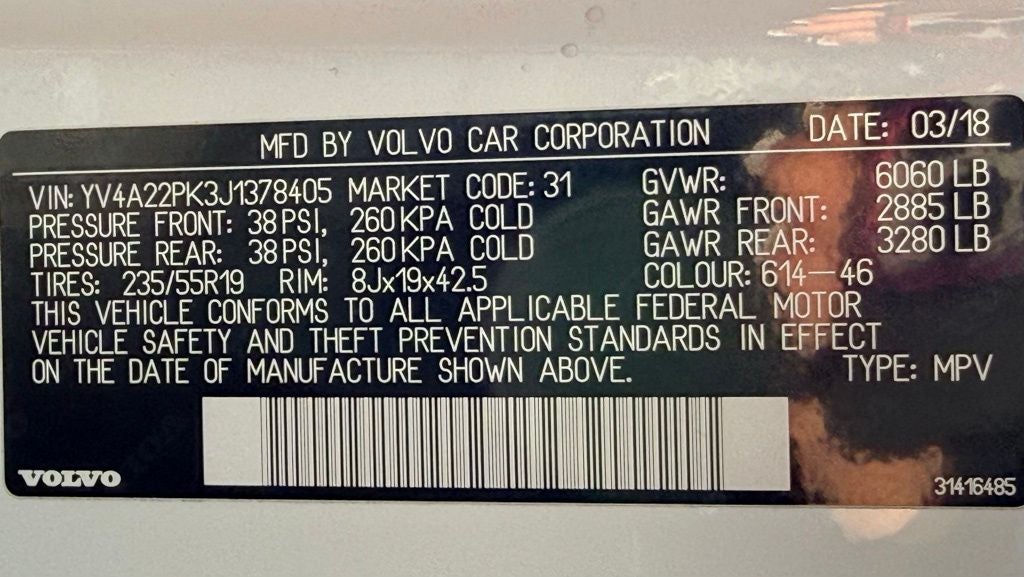 MFD BY VOLVO CAR CORPORATION DATE: 03/18
VIN: YV4A22PK3J1378405 MARKET CODE: 31 GVWR: 6060 LB
PRESSURE FRONT: 38 PSI, 260 KPA COLD GAWR FRONT: 2885 LB
PRESSURE REAR: 38 PSI, 260 KPA COLD GAWR REAR: 3280 LB
TIRES: 235/55R19 RIM: 8Jx19x42.5 COLOUR: 614-46
THIS VEHICLE CONFORMS TO ALL APPLICABLE FEDERAL MOTOR
VEHICLE SAFETY AND THEFT PREVENTION STANDARDS IN EFFECT
ON THE DATE OF MANUFACTURE SHOWN ABOVE. TYPE: MPV
VOLVO 31416485